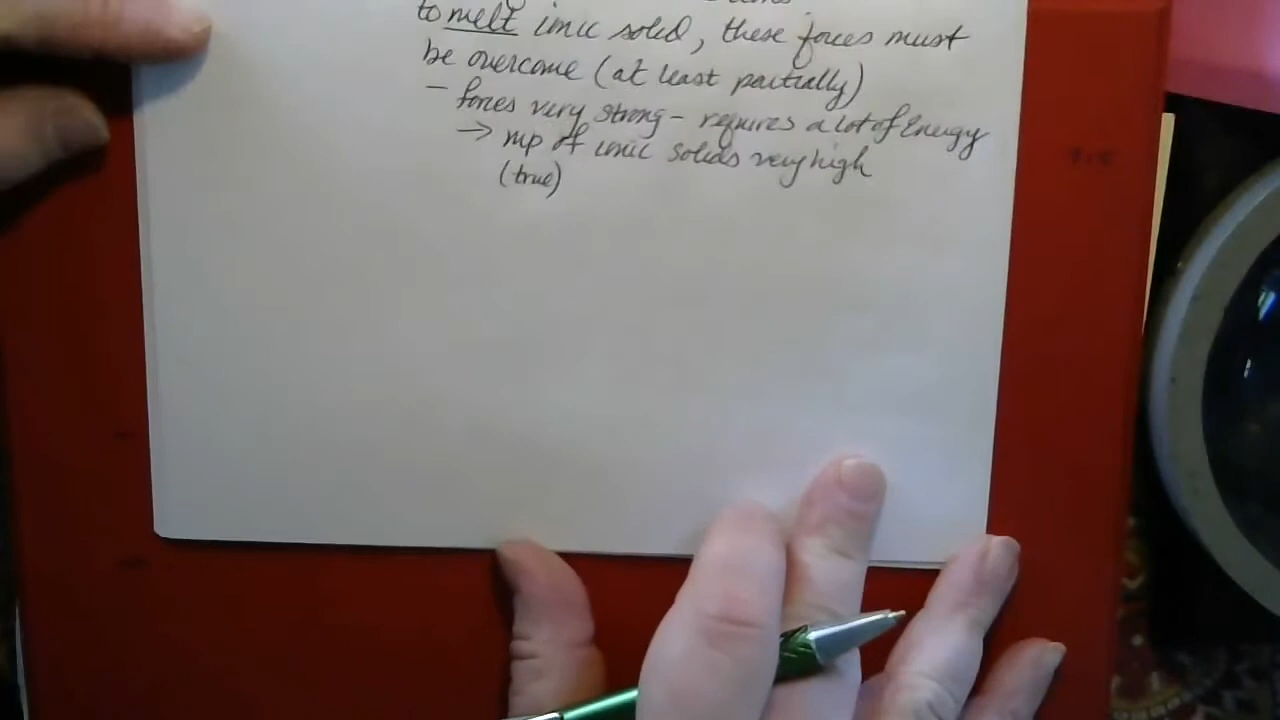 to melt ionic solid, these forces must
be overcome (at least partially)
- forces very strong - requires a lot of Energy
→ mp of ionic solids very high
(true)